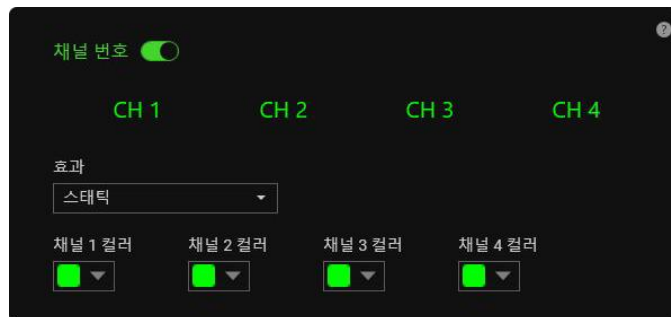 채널 번호
?
CH 1 CH 2 CH 3 CH 4
효과
스태틱
채널 1 컬러 채널 2 컬러 채널 3 컬러 채널 4 컬러